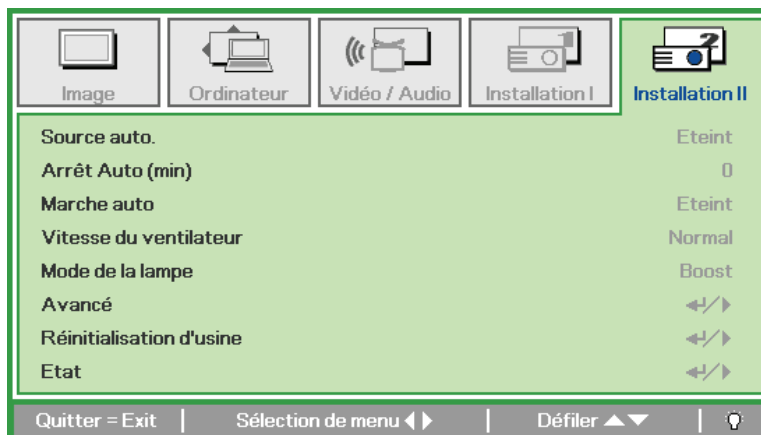 Image
Ordinateur
Vidéo / Audio
Installation I
Installation II
Source auto. Eteint
Arrêt Auto (min) 0
Marche auto Eteint
Vitesse du ventilateur Normal
Mode de la lampe Boost
Avancé
Réinitialisation d'usine
Etat
Quitter = Exit | Sélection de menu | Défiler |